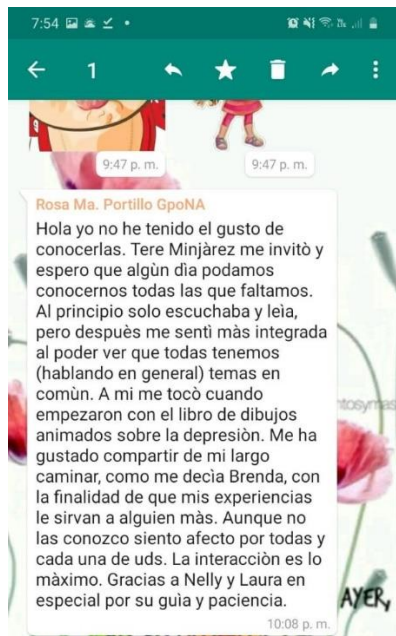 7:54
1
9:47 p. m.
9:47 p. m.
Rosa Ma. Portillo GpoNA
Hola yo no he tenido el gusto de
conocerlas. Tere Minjàrez me invitò y
espero que algùn dìa podamos
conocernos todas las que faltamos.
Al principio solo escuchaba y leìa,
pero despuès me sentì màs integrada
al poder ver que todas tenemos
(hablando en general) temas en
comùn. A mi me tocò cuando
empezaron con el libro de dibujos
animados sobre la depresiòn. Me ha
gustado compartir de mi largo
caminar, como me decìa Brenda, con
la finalidad de que mis experiencias
le sirvan a alguien màs. Aunque no
las conozco siento afecto por todas y
cada una de uds. La interacciòn es lo
màximo. Gracias a Nelly y Laura en
especial por su guìa y paciencia.
10:08 p. m.
AYER,